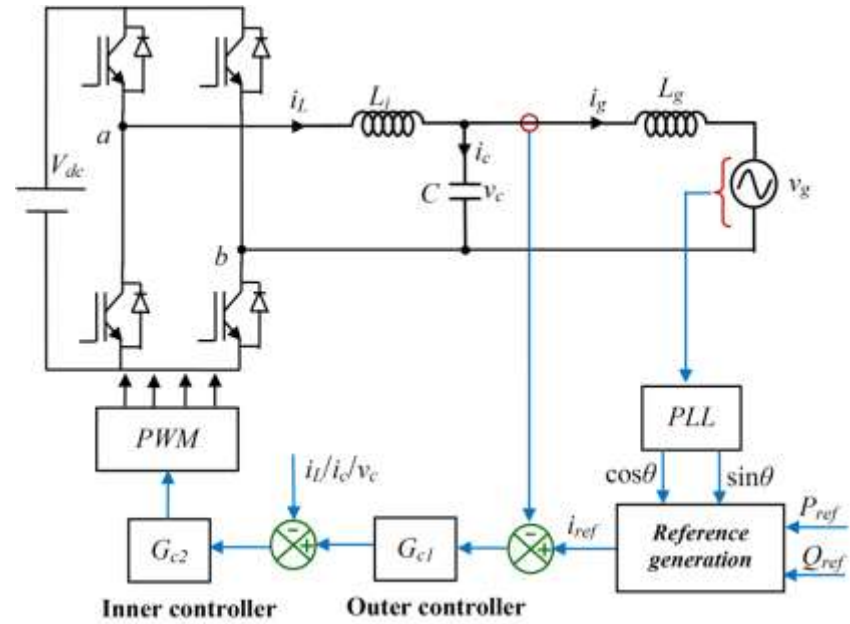 i_L
L_i
i_g
L_g
a
i_c
V_dc
C
v_c
v_g
b
PWM
PLL
i_L/i_c/v_c
cosθ
sinθ
P_ref
-
-
i_ref
Reference
generation
G_c2
+
G_c1
+
Q_ref
Inner controller
Outer controller